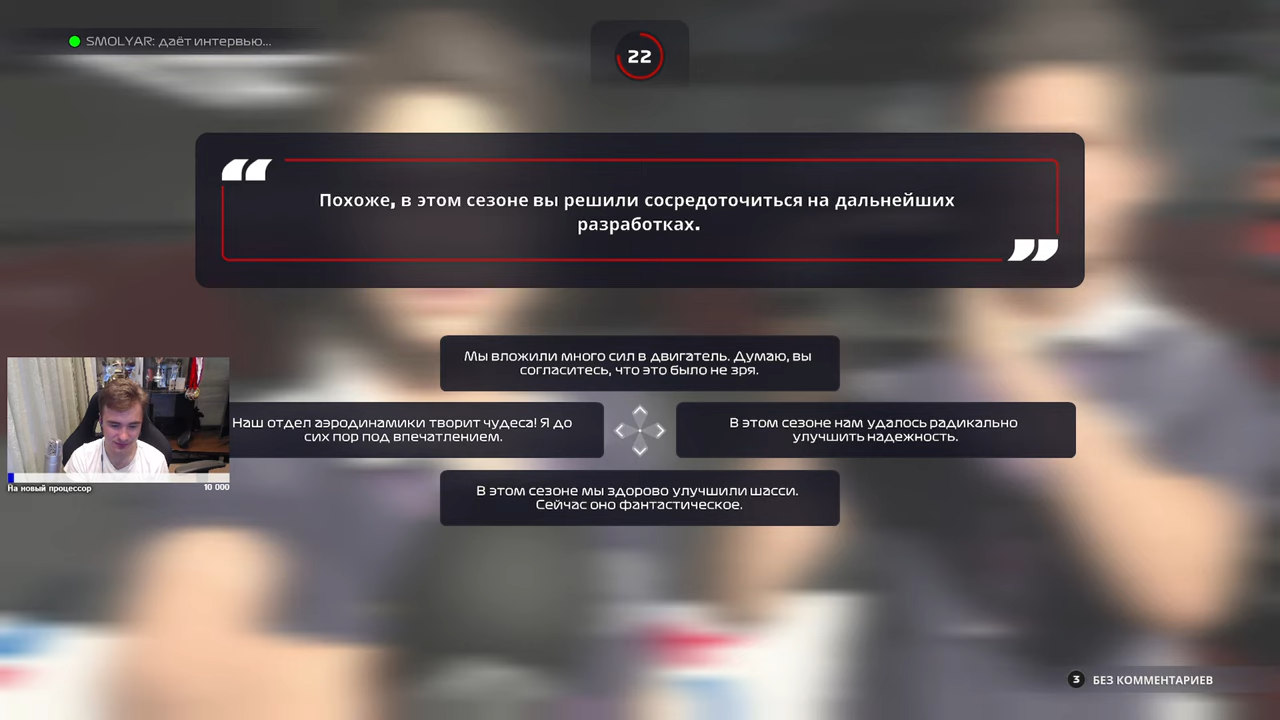 SMOLYAR: даёт интервью...
22
Похоже, в этом сезоне вы решили сосредоточиться на дальнейших
разработках.
Мы вложили много сил в двигатель. Думаю, вы
согласитесь, что это было не зря.
Наш отдел аэродинамики творит чудеса! Я до
сих пор под впечатлением.
В этом сезоне нам удалось радикально
улучшить надежность.
В этом сезоне мы здорово улучшили шасси.
Сейчас оно фантастическое.
На новый процессор
10 000
3 БЕЗ КОММЕНТАРИЕВ